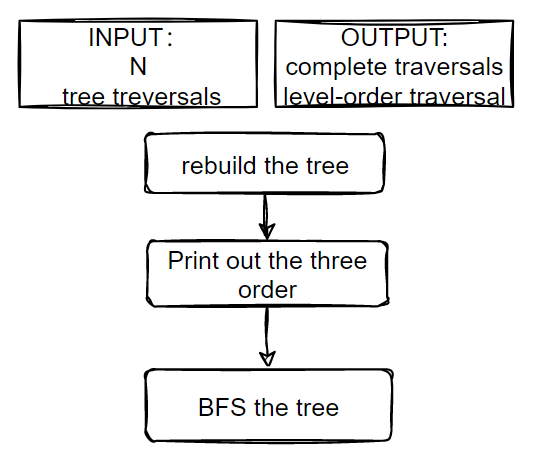 INPUT:
N
tree treversals
OUTPUT:
complete traversals
level-order traversal
rebuild the tree
Print out the three
order
BFS the tree